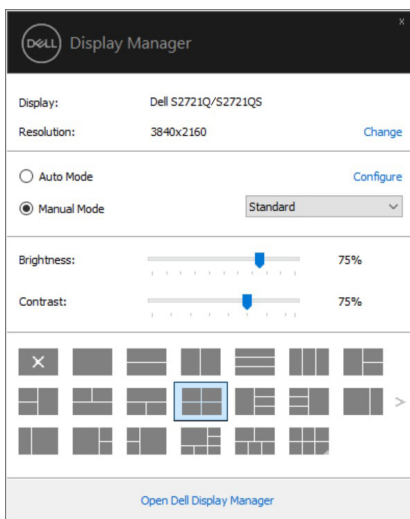 x
DELL Display Manager
Display: Dell S2721Q/S2721QS
Resolution: 3840x2160 Change
Auto Mode Configure
Manual Mode Standard
Brightness: 75%
Contrast: 75%
Open Dell Display Manager